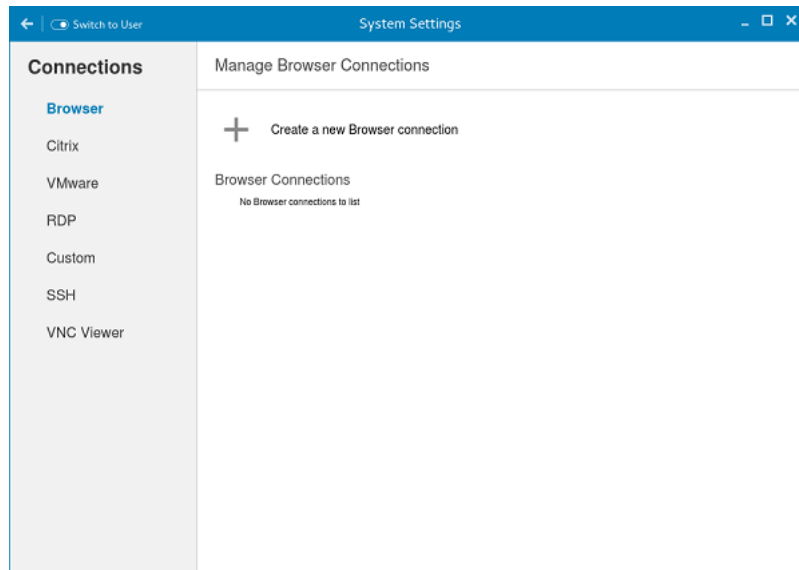 Switch to User
System Settings
Connections
Browser
Citrix
VMware
RDP
Custom
SSH
VNC Viewer
Manage Browser Connections
Create a new Browser connection
Browser Connections
No Browser connections to list